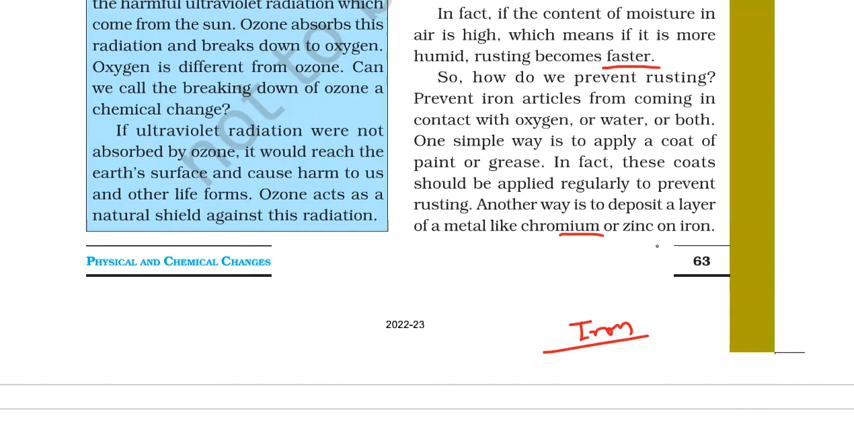 the harmful ultraviolet radiation which
come from the sun. Ozone absorbs this
radiation and breaks down to oxygen.
Oxygen is different from ozone. Can
we call the breaking down of ozone a
chemical change?
If ultraviolet radiation were not
absorbed by ozone, it would reach the
earth's surface and cause harm to us
and other life forms. Ozone acts as a
natural shield against this radiation.
In fact, if the content of moisture in
air is high, which means if it is more
humid, rusting becomes faster.
So, how do we prevent rusting?
Prevent iron articles from coming in
contact with oxygen, or water, or both.
One simple way is to apply a coat of
paint or grease. In fact, these coats
should be applied regularly to prevent
rusting. Another way is to deposit a layer
of a metal like chromium or zinc on iron.
PHYSICAL AND CHEMICAL CHANGES
63
2022-23
Iron
not to b